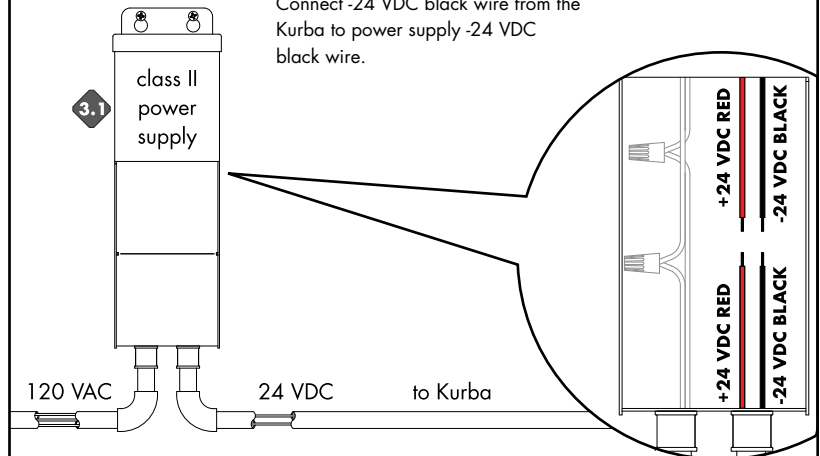 Connect -24 VDC black wire from the
Kurba to power supply -24 VDC
black wire.
class II
power
supply
3.1
+24 VDC RED
-24 VDC BLACK
+24 VDC RED
-24 VDC BLACK
120 VAC
24 VDC
to Kurba